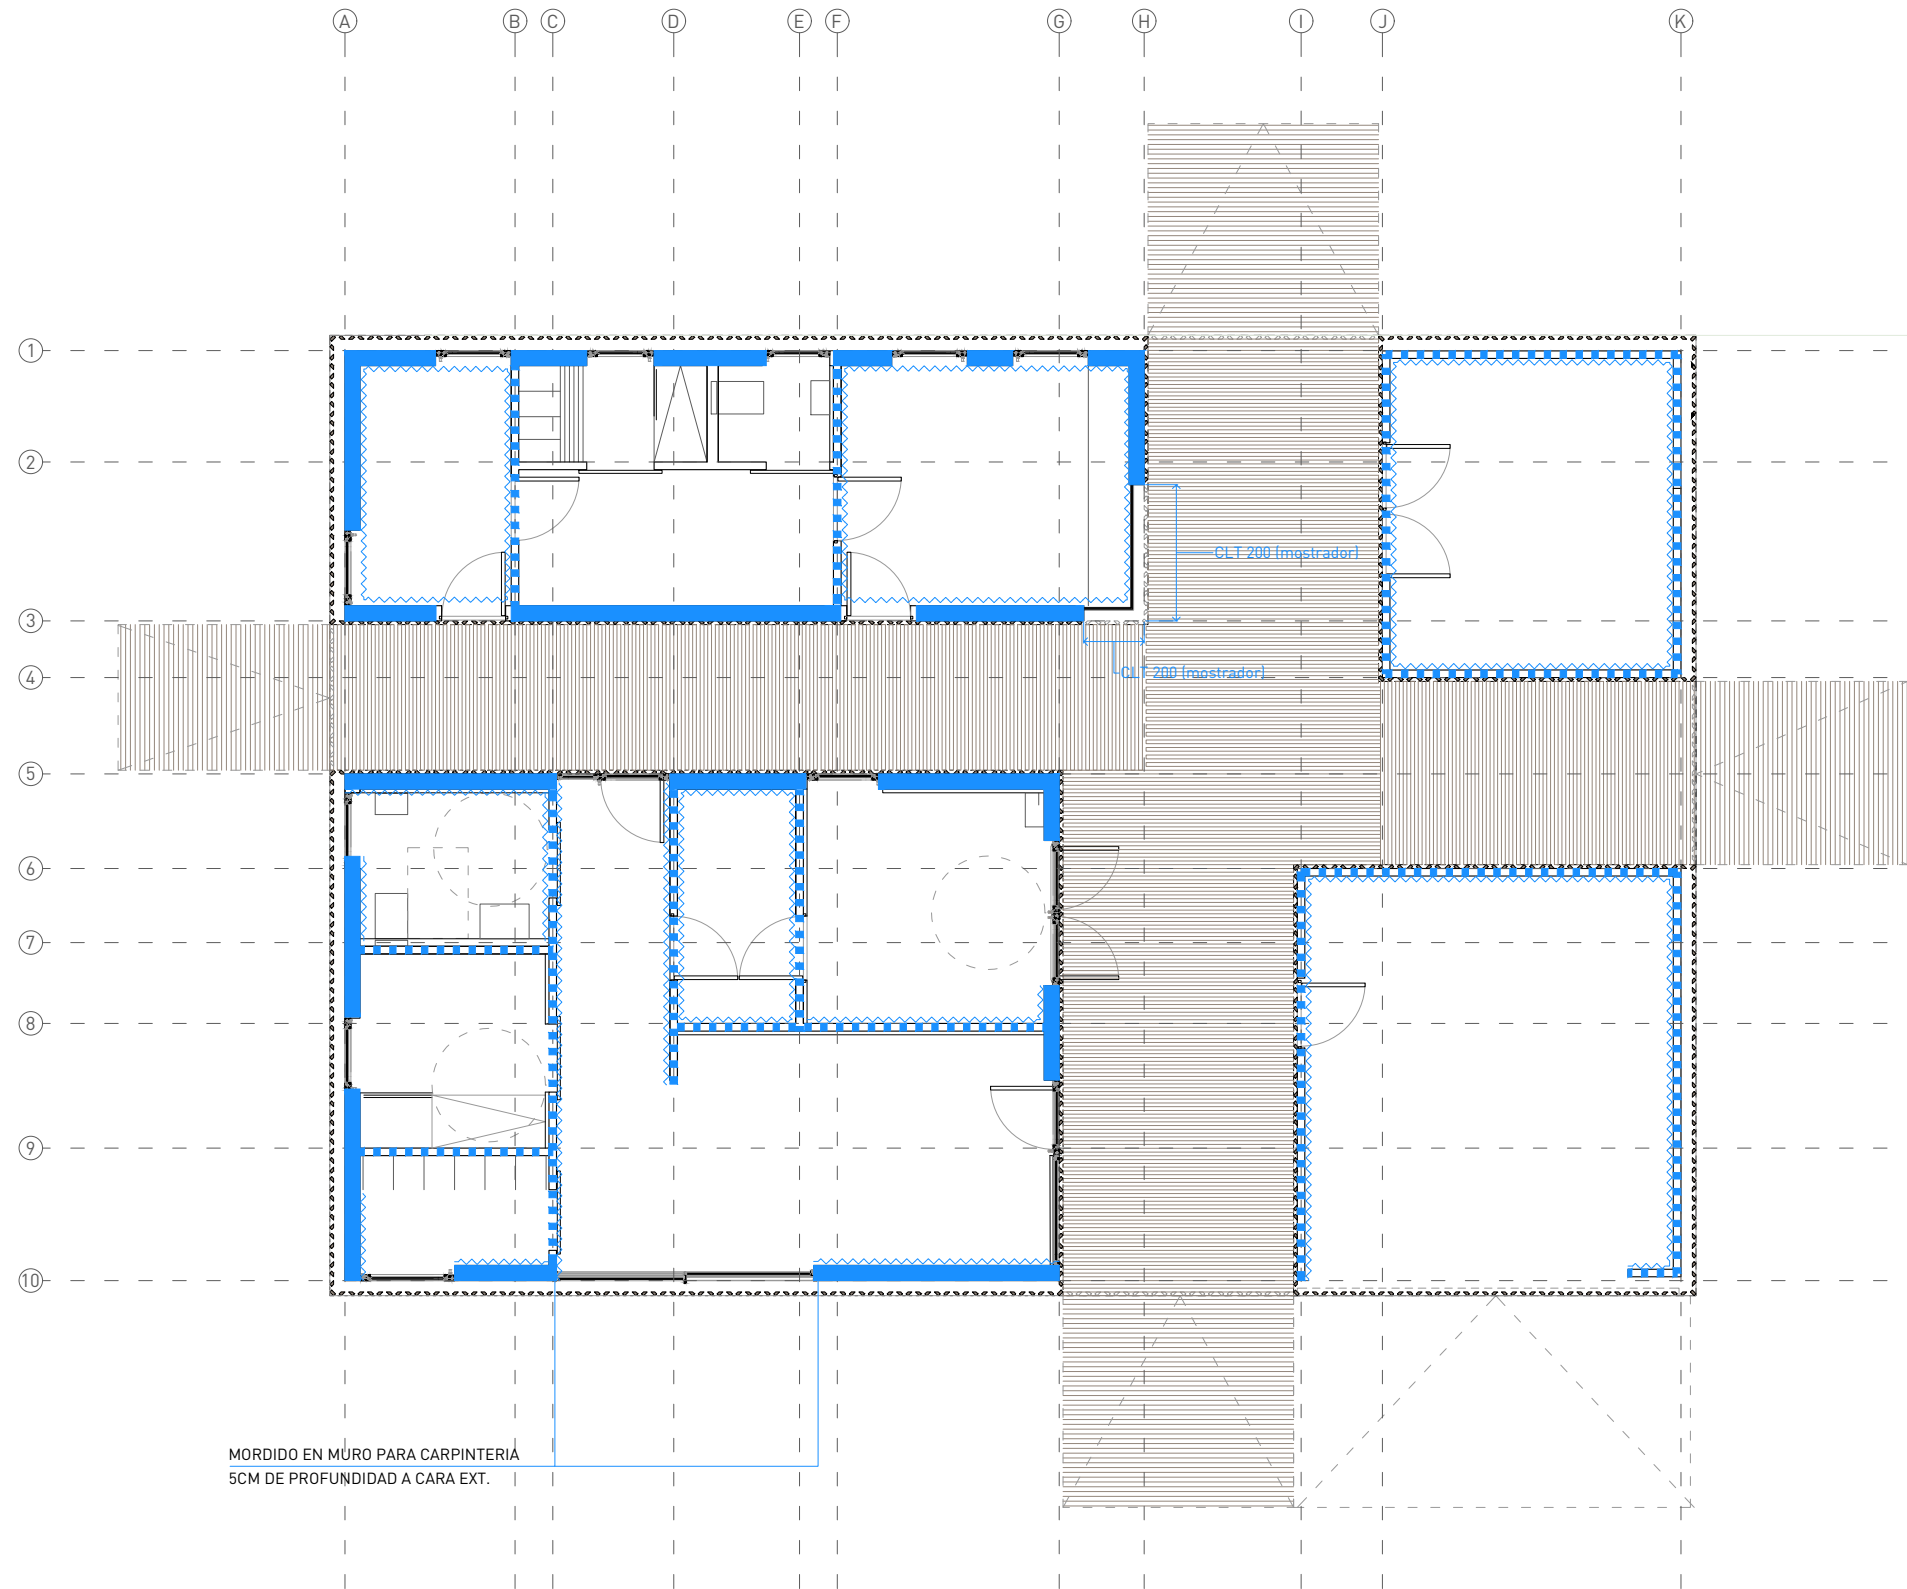 A B C D E F G H I J K
1
2
CLT 200 (mostrador)
3
CLT 200 (mostrador)
4
5
6
7
8
9
10
MORDIDO EN MURO PARA CARPINTERIA
5CM DE PROFUNDIDAD A CARA EXT.